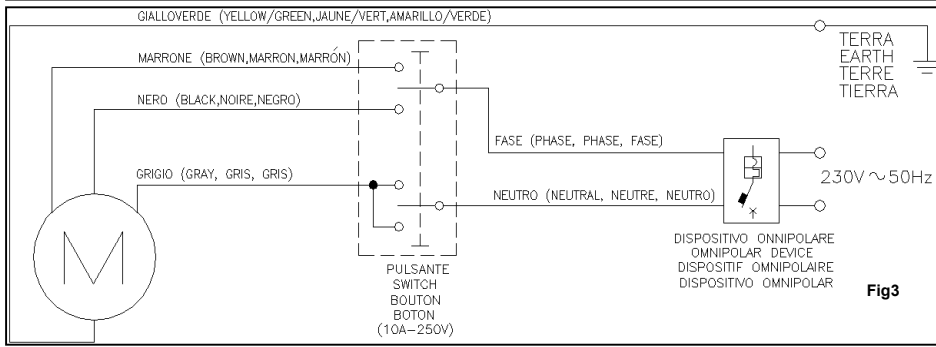 GIALLOVERDE (YELLOW/GREEN,JAUNE/VERT,AMARILLO/VERDE)
TERRA
EARTH
TERRE
TIERRA
MARRONE (BROWN,MARRON,MARRÓN)
NERO (BLACK,NOIRE,NEGRO)
FASE (PHASE, PHASE, FASE)
GRIGIO (GRAY, GRIS, GRIS)
230V ~ 50Hz
NEUTRO (NEUTRAL, NEUTRE, NEUTRO)
M
DISPOSITIVO ONNIPOLARE
OMNIPOLAR DEVICE
DISPOSITIF OMNIPOLAIRE
DISPOSITIVO OMNIPOLAR
PULSANTE
SWITCH
BOUTON
BOTON
(10A-250V)
Fig3